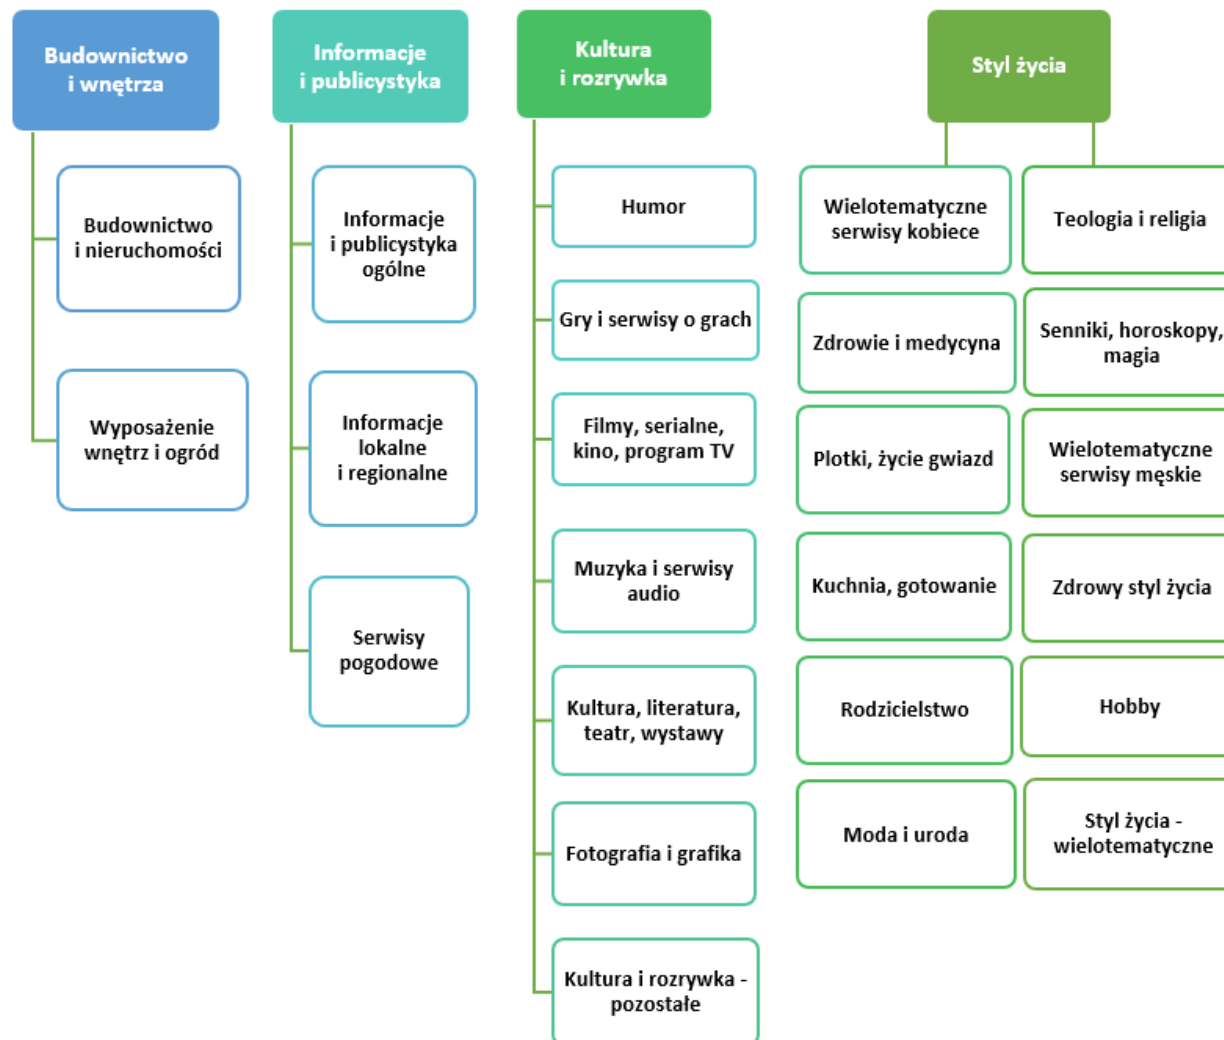 Budownictwo
i wnętrza
Budownictwo
i nieruchomości
Wyposażenie
wnętrz i ogród
Informacje
i publicystyka
Informacje
i publicystyka
ogólne
Informacje
lokalne
i regionalne
Serwisy
pogodowe
Kultura
i rozrywka
Humor
Gry i serwisy o grach
Filmy, serialne,
kino, program TV
Muzyka i serwisy
audio
Kultura, literatura,
teatr, wystawy
Fotografia i grafika
Kultura i rozrywka -
pozostałe
Styl życia
Wielotematyczne
serwisy kobiece
Zdrowie i medycyna
Plotki, życie gwiazd
Kuchnia, gotowanie
Rodzicielstwo
Moda i uroda
Teologia i religia
Senniki, horoskopy,
magia
Wielotematyczne
serwisy męskie
Zdrowy styl życia
Hobby
Styl życia -
wielotematyczne